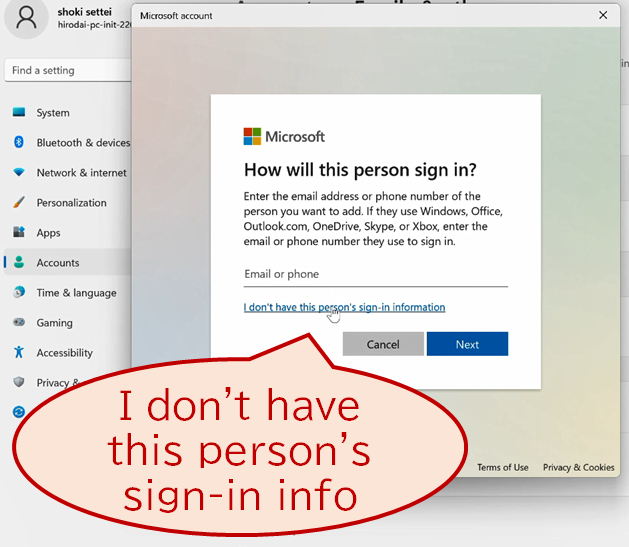 shoki settei
hirodai-pc-init-220
Find a setting
System
Bluetooth & devices
Network & internet
Personalization
Apps
Accounts
Time & language
Gaming
Accessibility
Privacy &
Microsoft account
Microsoft
How will this person sign in?
Enter the email address or phone number of the
person you want to add. If they use Windows, Office,
Outlook.com, OneDrive, Skype, or Xbox, enter the
email or phone number they use to sign in.
Email or phone
I don't have this person's sign-in information
Cancel
Next
I don't have
this person's
sign-in info
Terms of Use
Privacy & Cookies